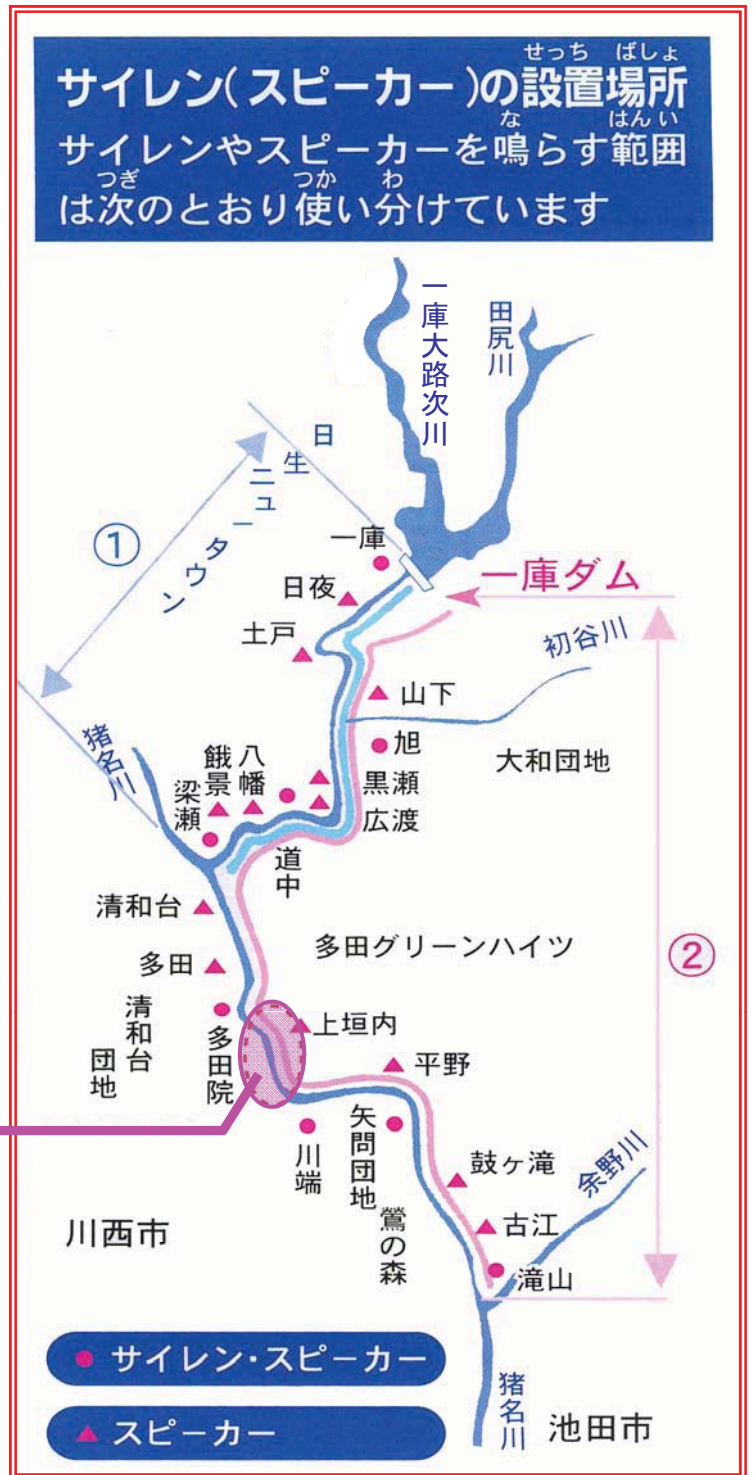 サイレン(スピーカー)の設置場所
せっち ばしょ
サイレンやスピーカーを鳴らす範囲
な はんい
は次のとおり使い分けています
つぎ つか わ
一庫大路次川
田尻川
日生ニュータウン
①
一庫
日夜
土戸
一庫ダム
初谷川
山下
旭
大和団地
猪名川
黒瀬
広渡
八幡
餓景
梁瀬
道中
清和台
多田グリーンハイツ
②
多田
清和台
団地
多田院
上垣内
平野
川端
矢問団地
鼓ヶ滝
余野川
鶯の森
古江
川西市
滝山
サイレン・スピーカー
スピーカー
猪名川
池田市